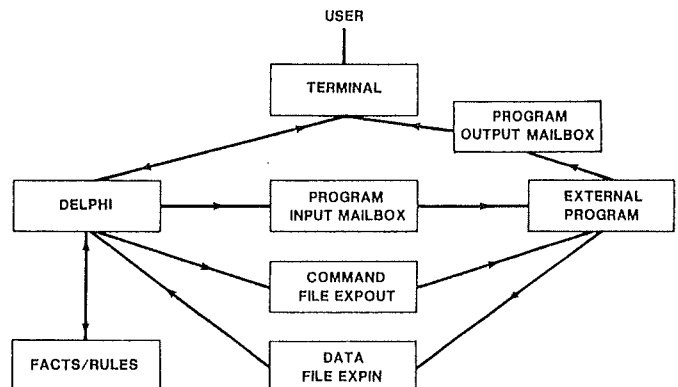 USER
TERMINAL
PROGRAM
OUTPUT MAILBOX
DELPHI
PROGRAM
INPUT MAILBOX
EXTERNAL
PROGRAM
COMMAND
FILE EXPOUT
FACTS/RULES
DATA
FILE EXPIN